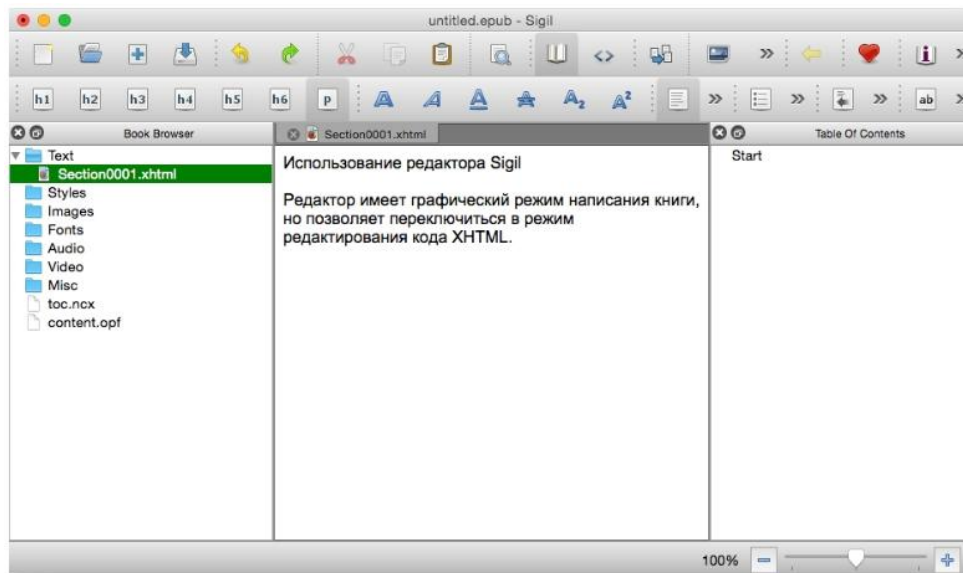 untitled.epub - Sigil
h1 h2 h3 h4 h5 h6 p A A A A A₂ A² ab
Book Browser
Section0001.xhtml
Table Of Contents
Text
Section0001.xhtml
Styles
Images
Fonts
Audio
Video
Misc
toc.ncx
content.opf
Использование редактора Sigil
Редактор имеет графический режим написания книги,
но позволяет переключиться в режим
редактирования кода XHTML.
Start
100%